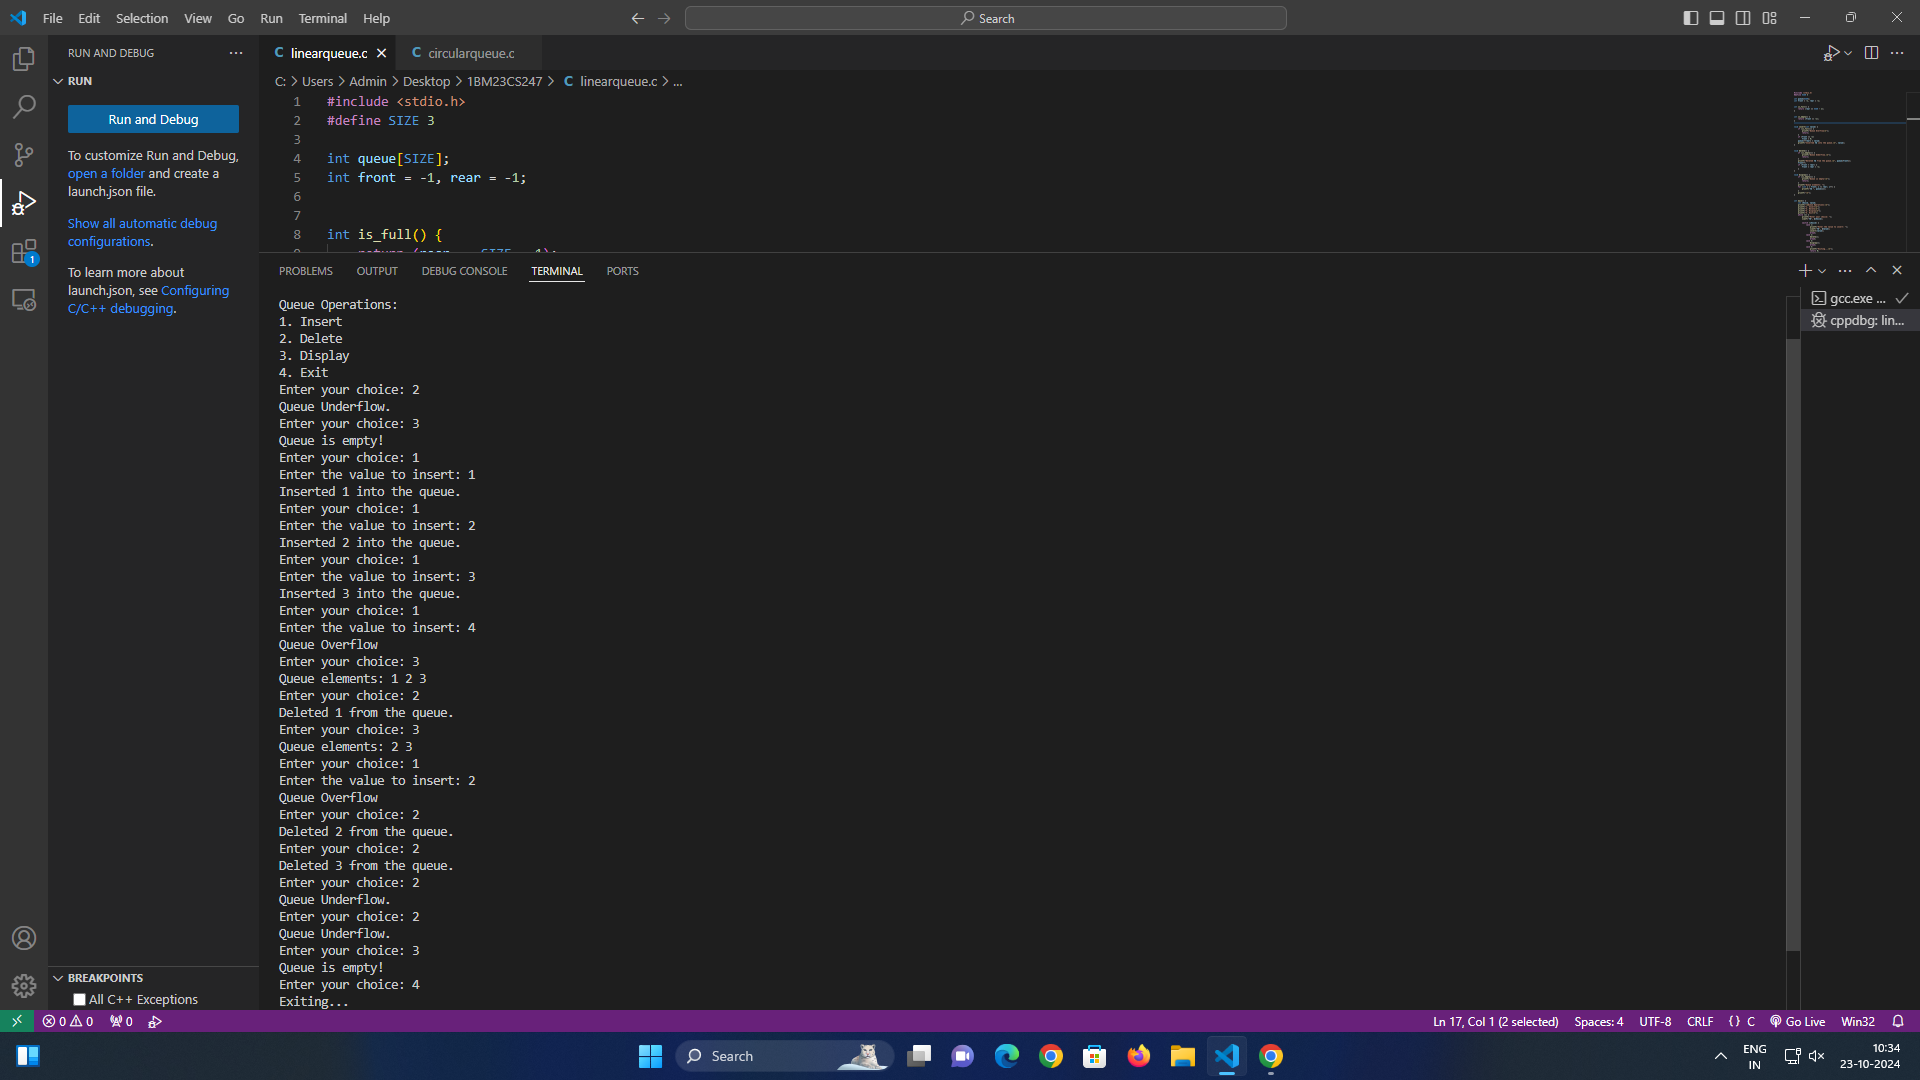 File Edit Selection View Go Run Terminal Help
Search
RUN AND DEBUG
RUN
Run and Debug
To customize Run and Debug,
open a folder and create a
launch.json file.
Show all automatic debug
configurations.
To learn more about
launch.json, see Configuring
C/C++ debugging.
1
BREAKPOINTS
All C++ Exceptions
linearqueue.c
circularqueue.c
C: > Users > Admin > Desktop > 1BM23CS247 > linearqueue.c > ...
1 #include <stdio.h>
2 #define SIZE 3
3
4 int queue[SIZE];
5 int front = -1, rear = -1;
6
7
8 int is_full() {
PROBLEMS OUTPUT DEBUG CONSOLE TERMINAL PORTS
gcc.exe ...
cppdbg: lin...
Queue Operations:
1. Insert
2. Delete
3. Display
4. Exit
Enter your choice: 2
Queue Underflow.
Enter your choice: 3
Queue is empty!
Enter your choice: 1
Enter the value to insert: 1
Inserted 1 into the queue.
Enter your choice: 1
Enter the value to insert: 2
Inserted 2 into the queue.
Enter your choice: 1
Enter the value to insert: 3
Inserted 3 into the queue.
Enter your choice: 1
Enter the value to insert: 4
Queue Overflow
Enter your choice: 3
Queue elements: 1 2 3
Enter your choice: 2
Deleted 1 from the queue.
Enter your choice: 3
Queue elements: 2 3
Enter your choice: 1
Enter the value to insert: 2
Queue Overflow
Enter your choice: 2
Deleted 2 from the queue.
Enter your choice: 2
Deleted 3 from the queue.
Enter your choice: 2
Queue Underflow.
Enter your choice: 2
Queue Underflow.
Enter your choice: 3
Queue is empty!
Enter your choice: 4
Exiting...
0 0 0
Ln 17, Col 1 (2 selected) Spaces: 4 UTF-8 CRLF {} C Go Live Win32
Search
ENG
IN
10:34
23-10-2024